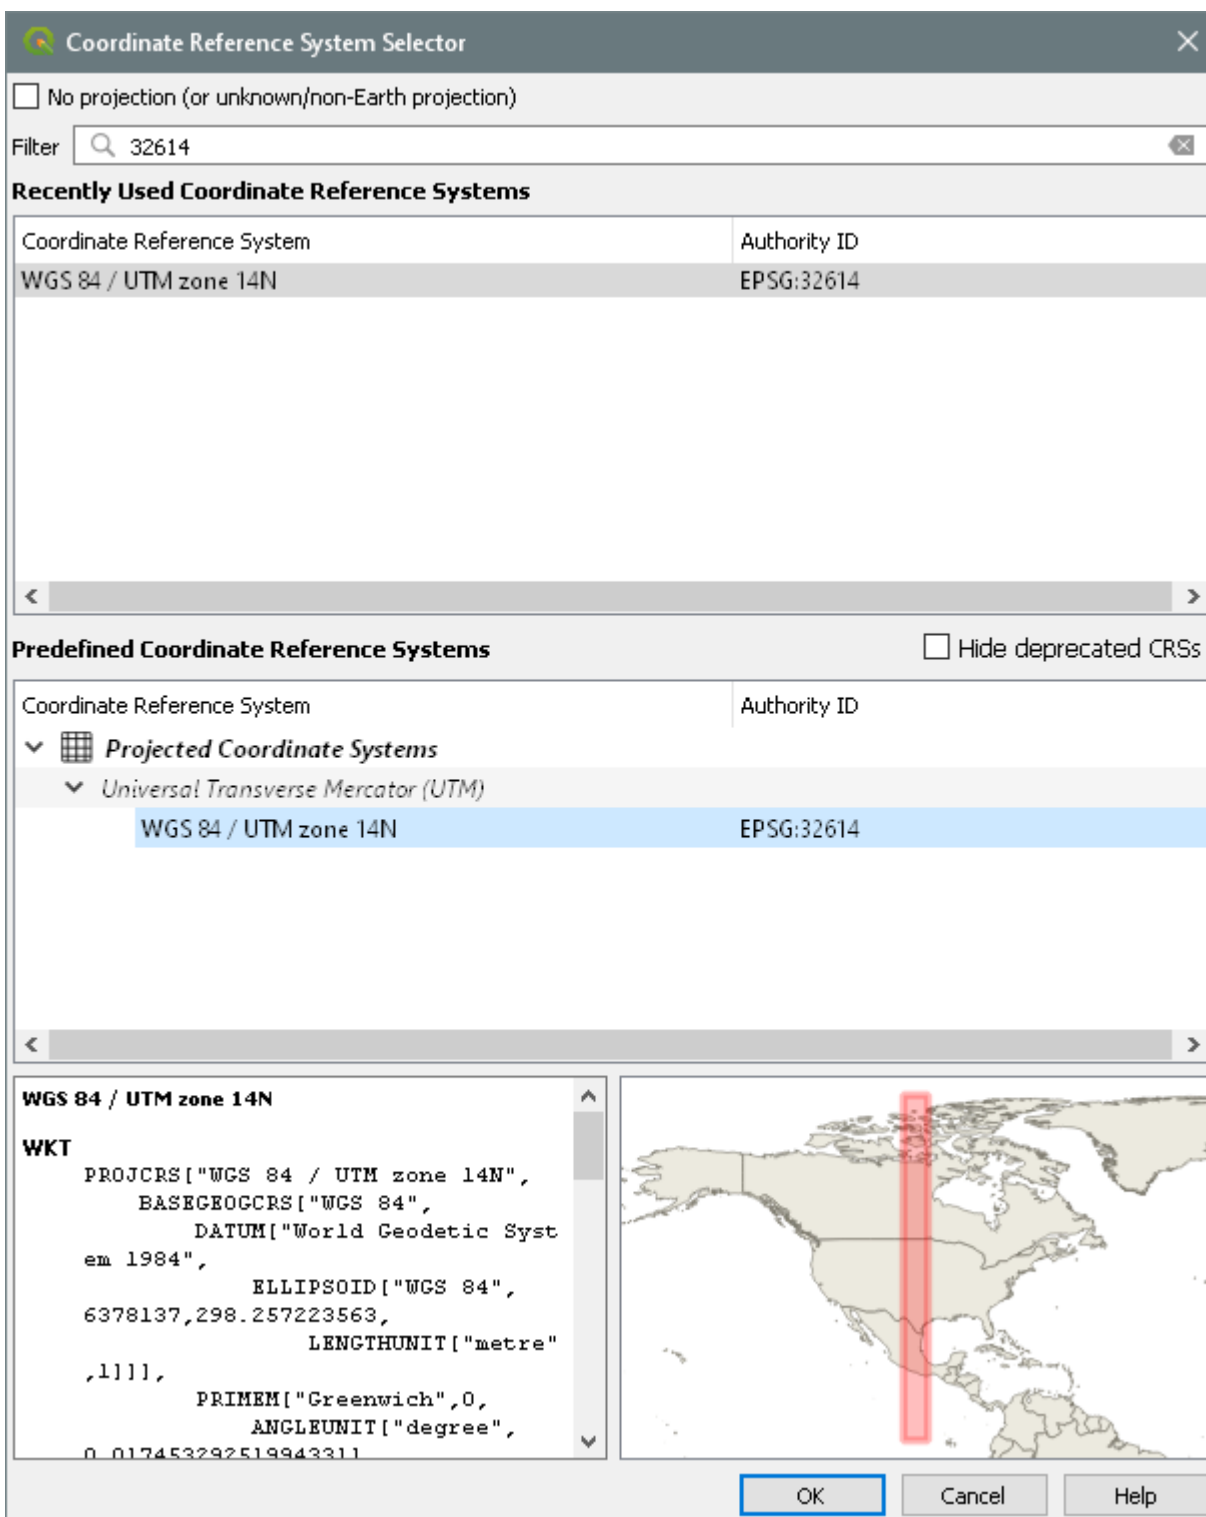 Coordinate Reference System Selector
No projection (or unknown/non-Earth projection)
Filter 32614
Recently Used Coordinate Reference Systems
Coordinate Reference System Authority ID
WGS 84 / UTM zone 14N EPSG:32614
Predefined Coordinate Reference Systems Hide deprecated CRSs
Coordinate Reference System Authority ID
Projected Coordinate Systems
Universal Transverse Mercator (UTM)
WGS 84 / UTM zone 14N EPSG:32614
WGS 84 / UTM zone 14N
WKT
PROJCRS["WGS 84 / UTM zone 14N",
BASEGEOGCRS["WGS 84",
DATUM["World Geodetic Syst
em 1984",
ELLIPSOID["WGS 84",
6378137,298.257223563,
LENGTHUNIT["metre"
,1]]],
PRIMEM["Greenwich",0,
ANGLEUNIT["degree",
0.0174532925199433]]
OK Cancel Help